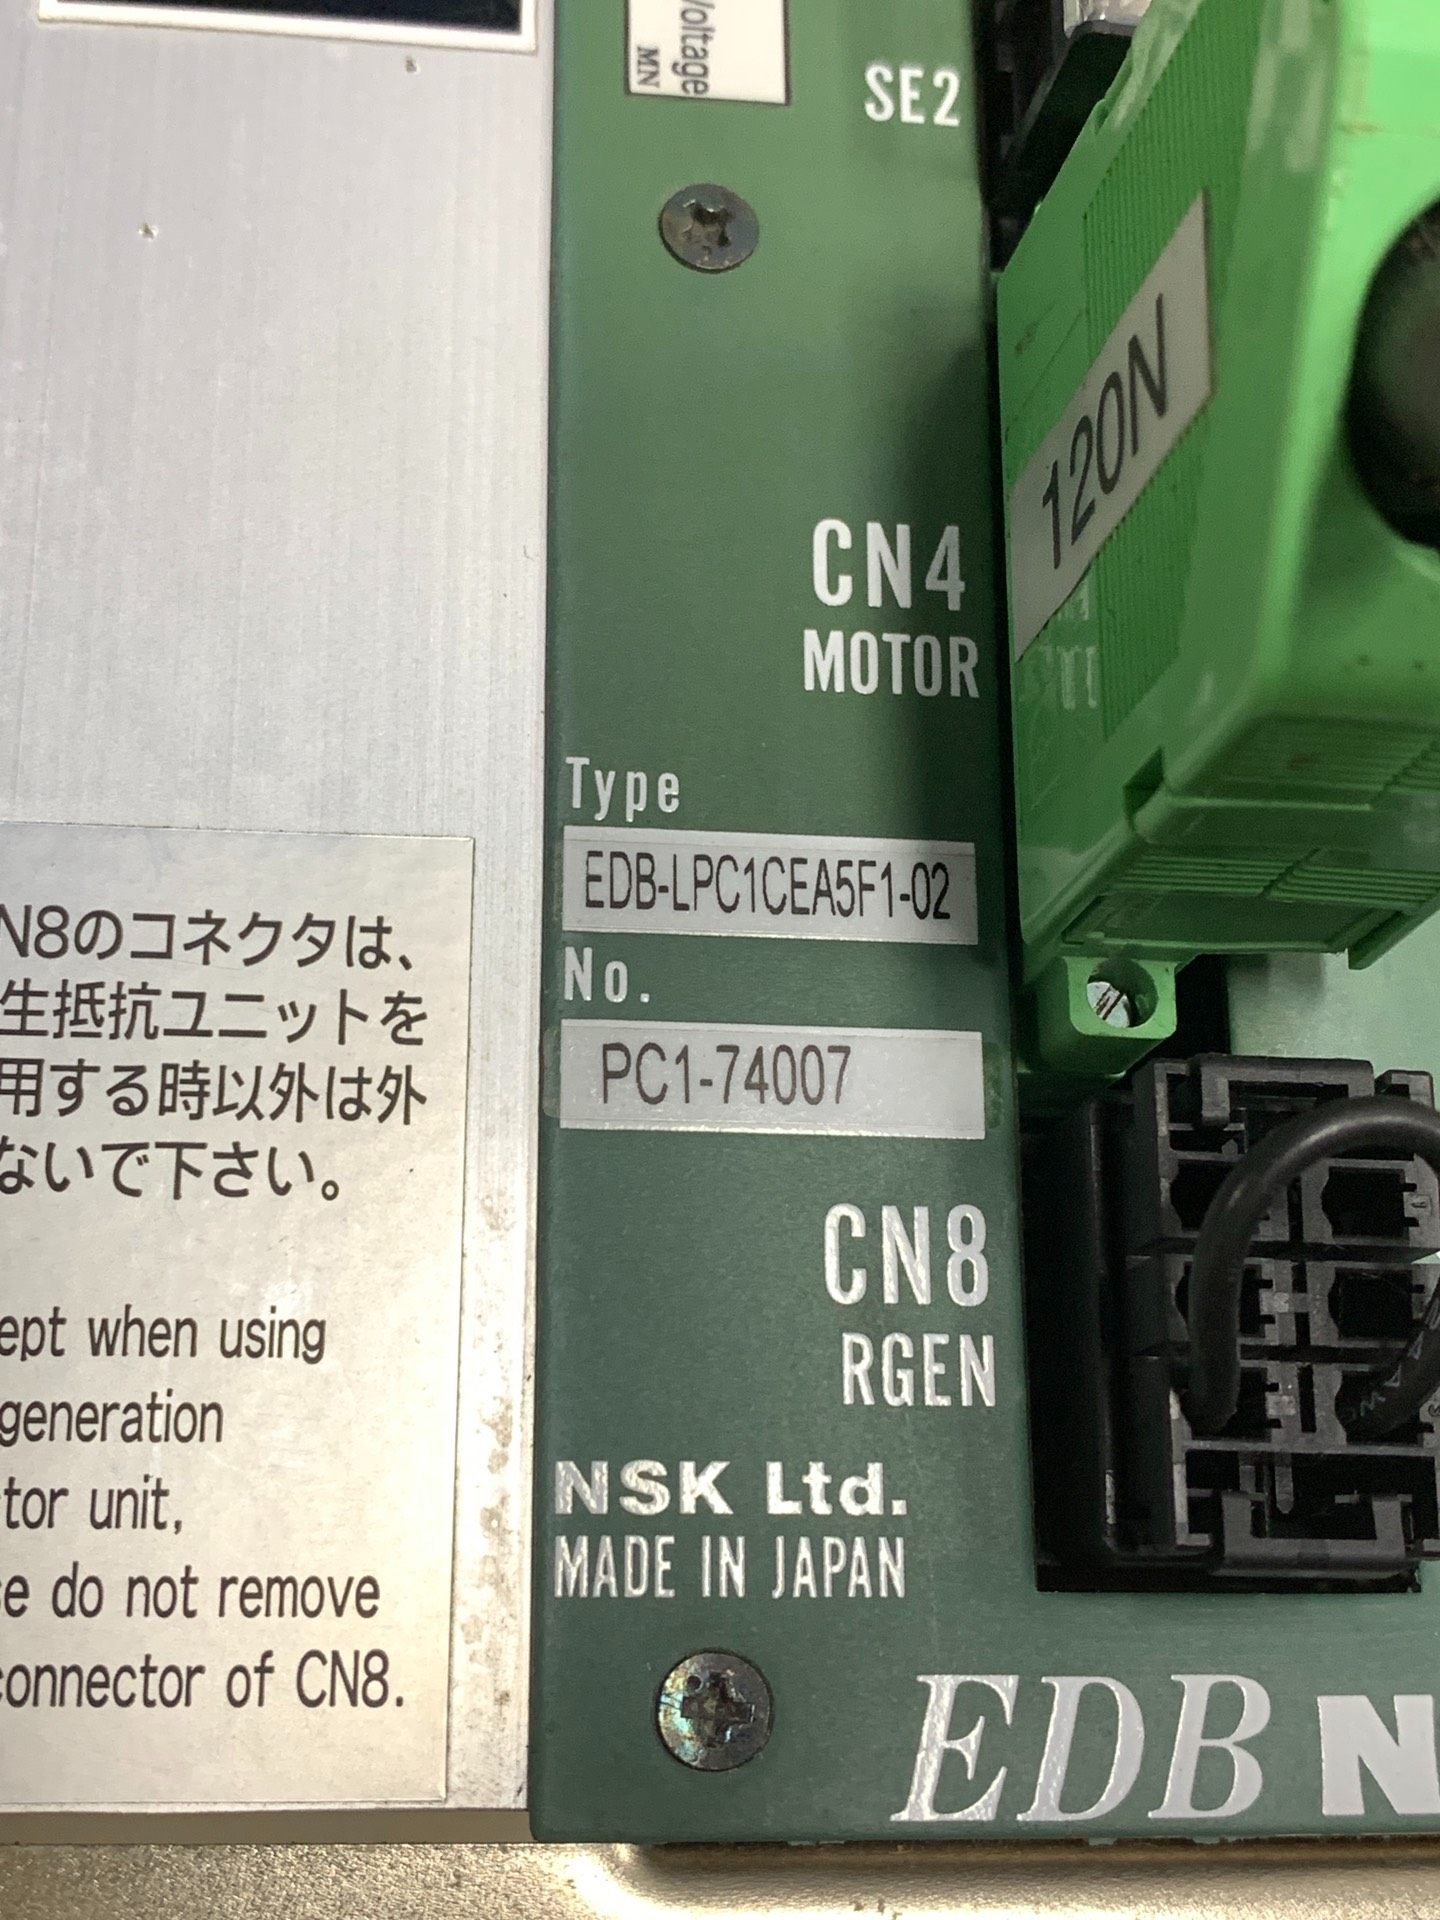 Voltage
MN
SE2
120N
CN4
MOTOR
Type
EDB-LPC1CEA5F1-02
No.
PC1-74007
N8のコネクタは、
生抵抗ユニットを
用する時以外は外
ないで下さい。
ept when using
generation
tor unit,
se do not remove
connector of CN8.
CN8
RGEN
NSK Ltd.
MADE IN JAPAN
EDB N